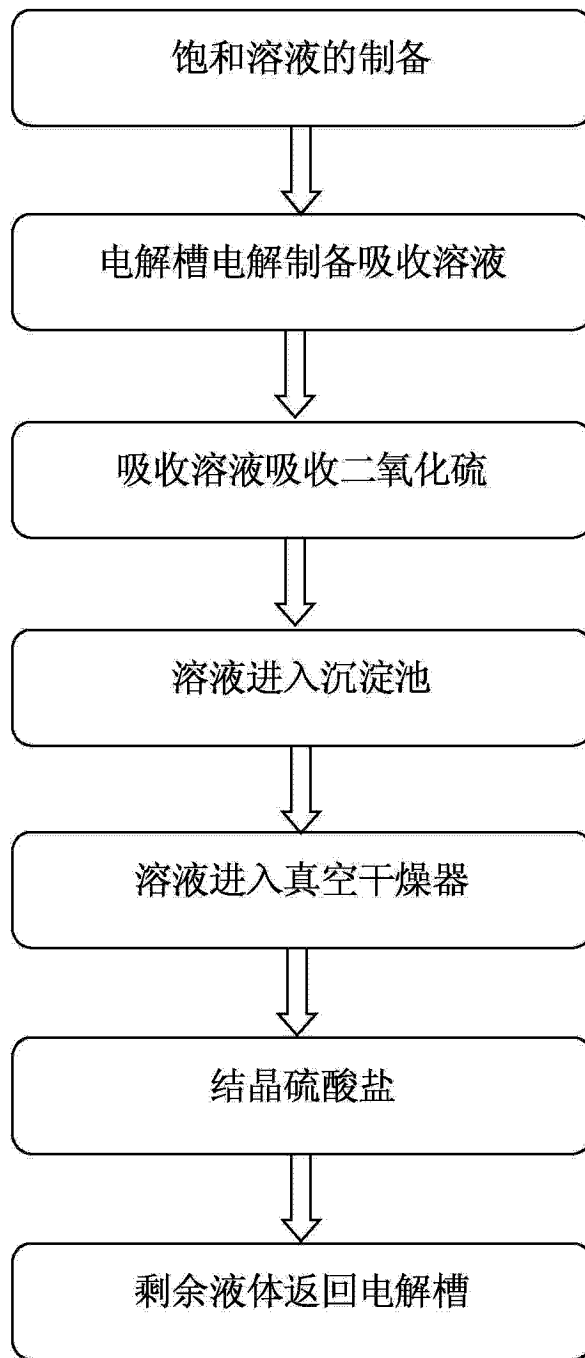 饱和溶液的制备
电解槽电解制备吸收溶液
吸收溶液吸收二氧化硫
溶液进入沉淀池
溶液进入真空干燥器
结晶硫酸盐
剩余液体返回电解槽